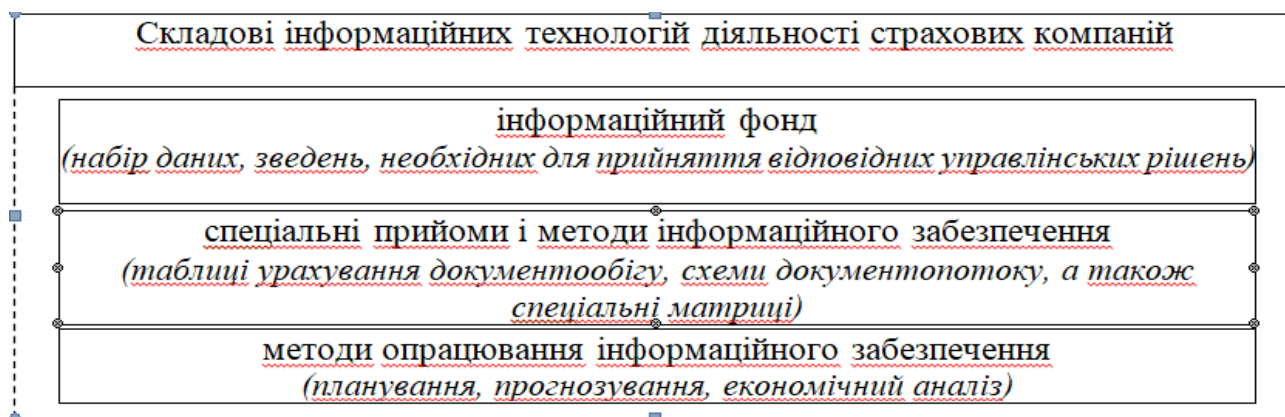 Складові інформаційних технологій діяльності страхових компаній
інформаційний фонд
(набір даних, зведень, необхідних для прийняття відповідних управлінських рішень)
спеціальні прийоми і методи інформаційного забезпечення
(таблиці урахування документообігу, схеми документопотоку, а також
спеціальні матриці)
методи опрацювання інформаційного забезпечення
(планування, прогнозування, економічний аналіз)